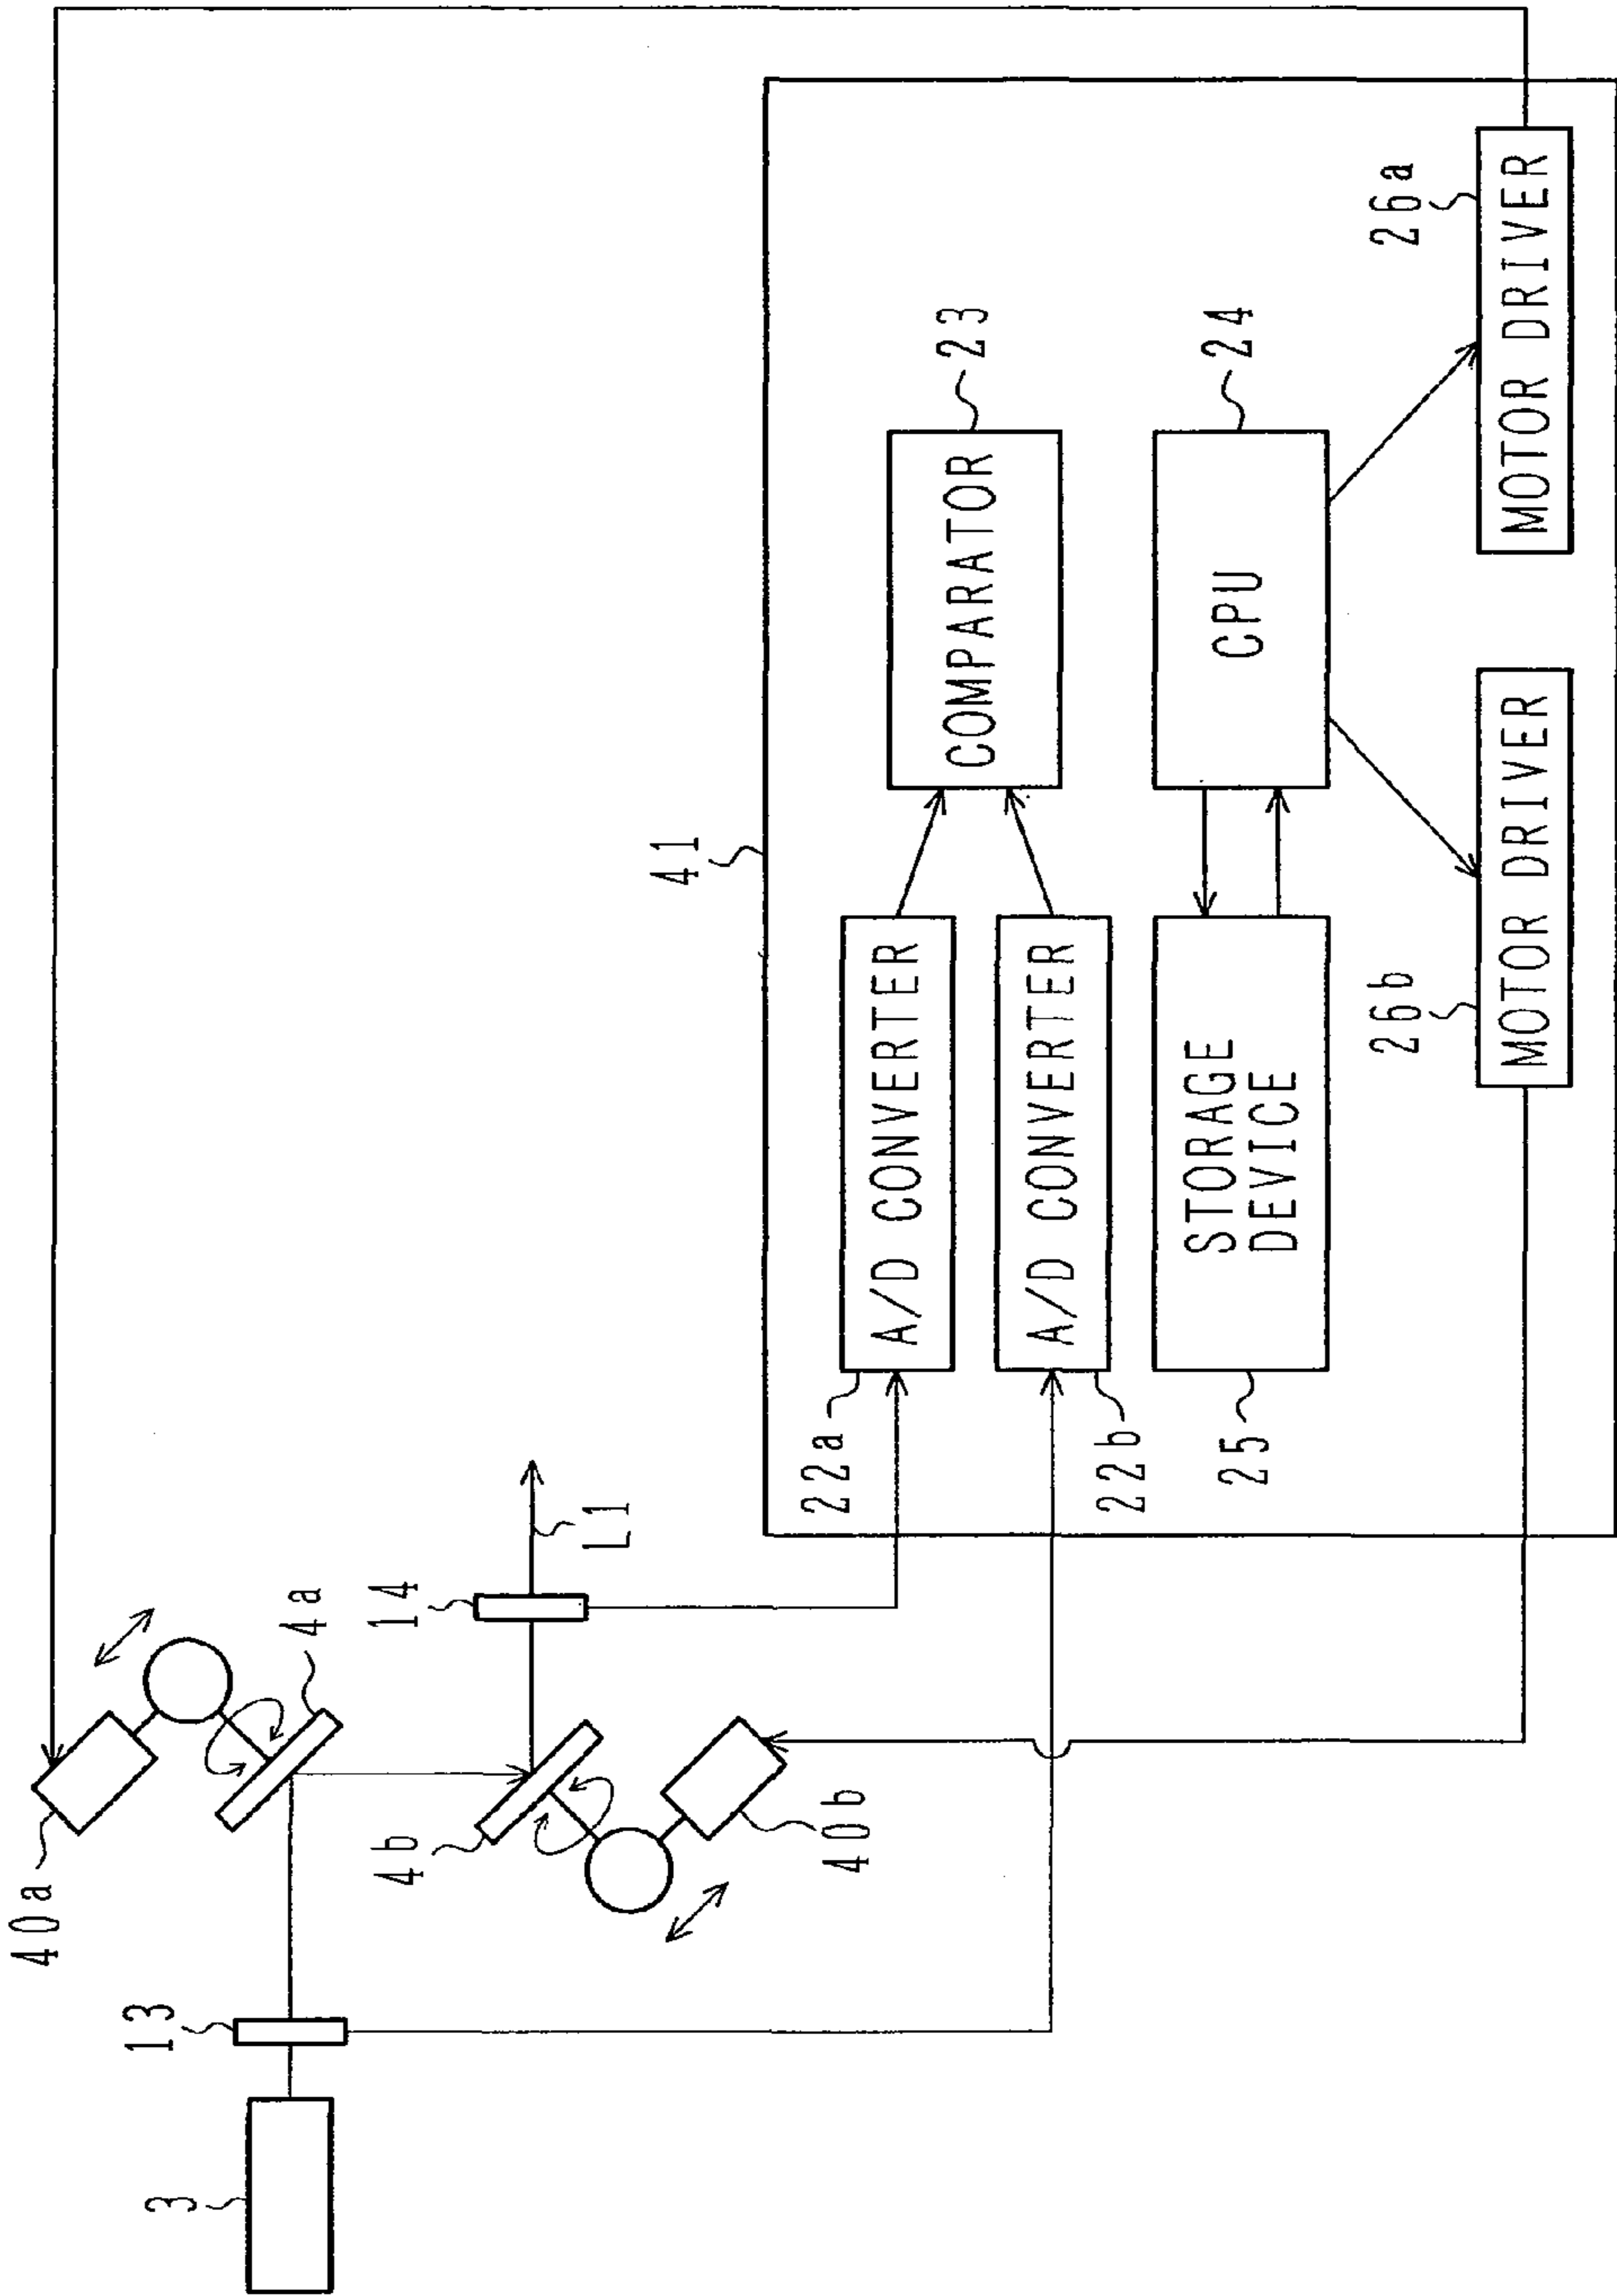 40a
13
3
4a
14
L1
4b
40b
41
22a
A/D CONVERTER
COMPARATOR
23
A/D CONVERTER
22b
STORAGE
DEVICE
25
CPU
24
26b
MOTOR DRIVER
26a
MOTOR DRIVER